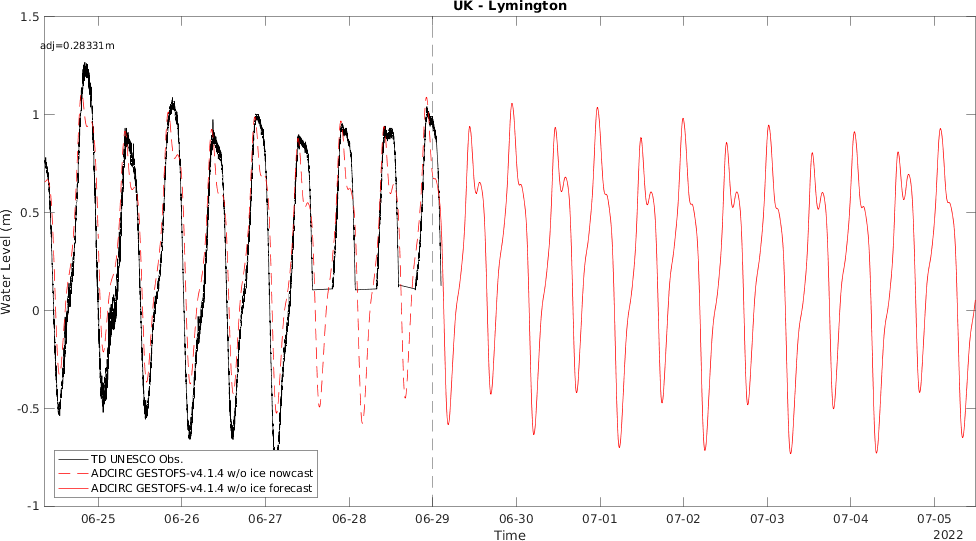 UK - Lymington
adj=0.28331m
Water Level (m)
1.5
1
0.5
0
-0.5
-1
TD UNESCO Obs.
ADCIRC GESTOFS-v4.1.4 w/o ice nowcast
ADCIRC GESTOFS-v4.1.4 w/o ice forecast
06-25 06-26 06-27 06-28 06-29 06-30 07-01 07-02 07-03 07-04 07-05
Time
2022